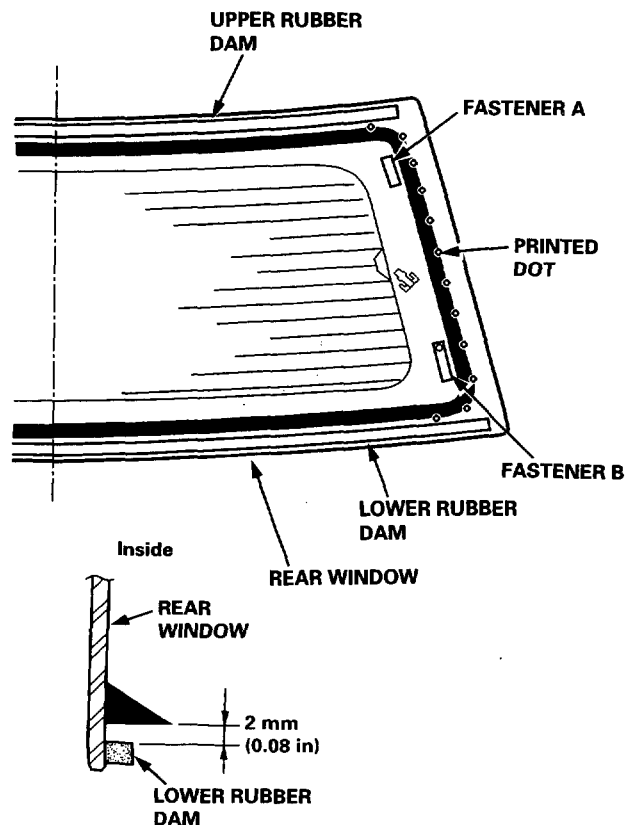 UPPER RUBBER
DAM
FASTENER A
PRINTED
DOT
FASTENER B
LOWER RUBBER
DAM
REAR WINDOW
Inside
REAR
WINDOW
2 mm
(0.08 in)
LOWER RUBBER
DAM